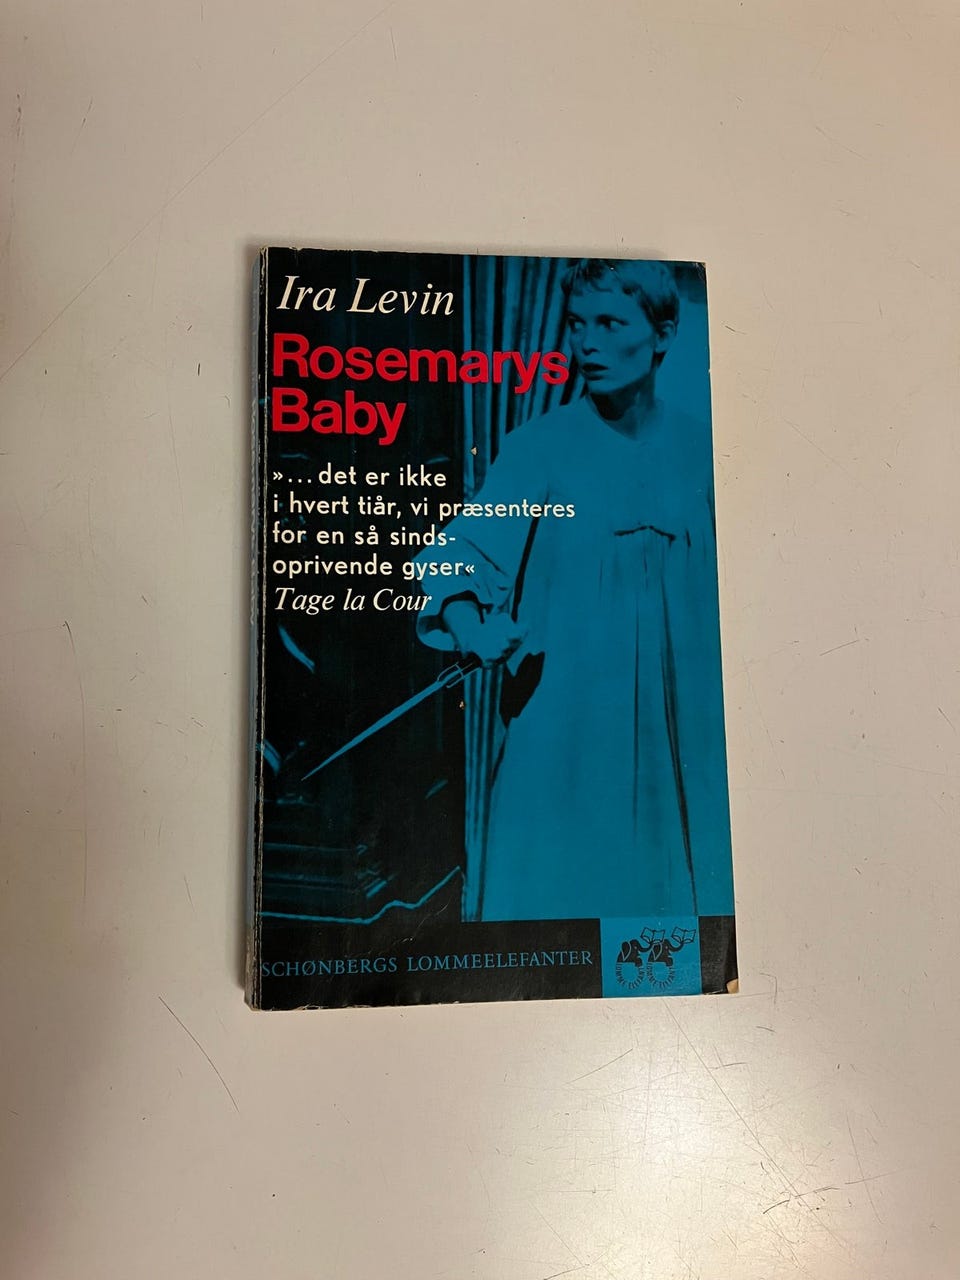 Ira Levin
Rosemarys
Baby
»... det er ikke
i hvert tiår, vi præsenteres
for en så sinds-
oprivende gyser«
Tage la Cour
SCHØNBERGS LOMMEELEFANTER